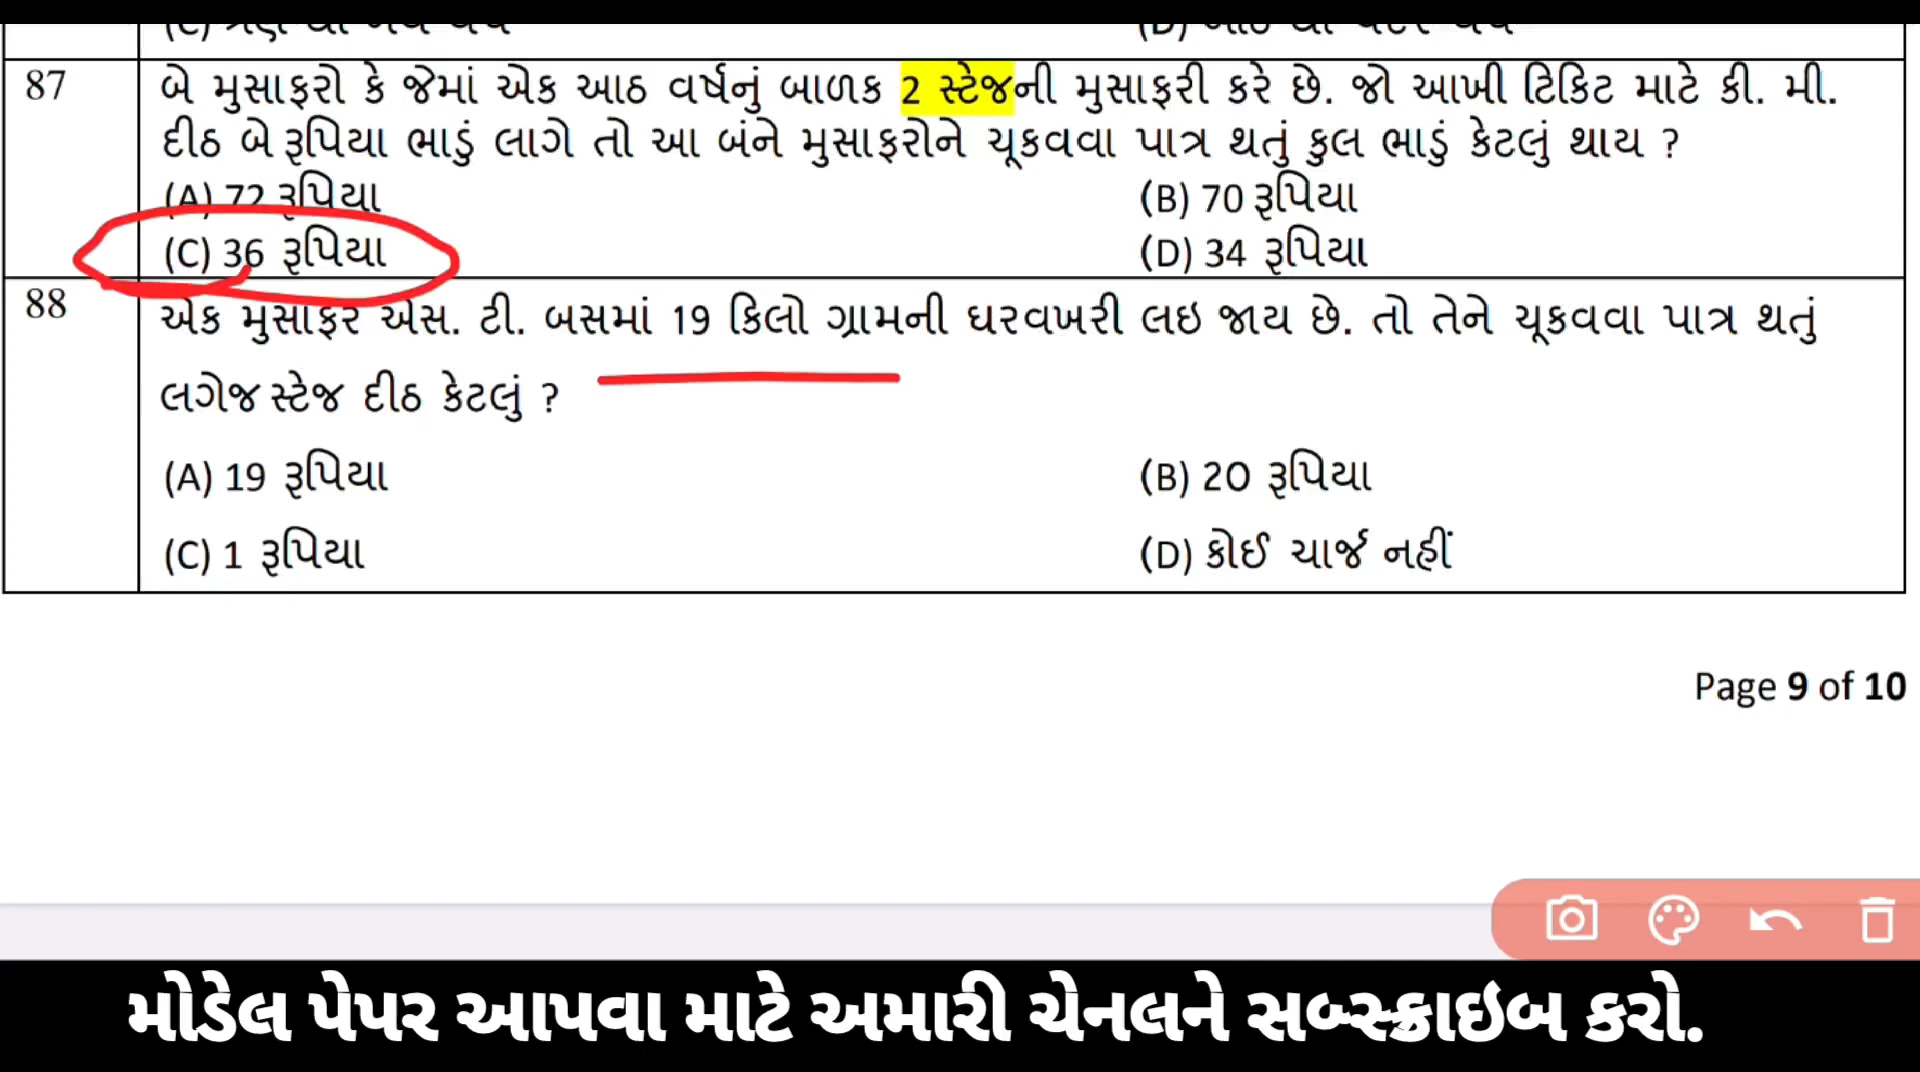 87 બે મુસાફરો કે જેમાં એક આઠ વર્ષનું બાળક 2 સ્ટેજની મુસાફરી કરે છે. જો આખી ટિકિટ માટે કી. મી.
દીઠ બે રૂપિયા ભાડું લાગે તો આ બંને મુસાફરોને ચૂકવવા પાત્ર થતું કુલ ભાડું કેટલું થાય ?
(A) 72 રૂપિયા (B) 70 રૂપિયા
(C) 36 રૂપિયા (D) 34 રૂપિયા
88 એક મુસાફર એસ. ટી. બસમાં 19 કિલો ગ્રામની ઘરવખરી લઇ જાય છે. તો તેને ચૂકવવા પાત્ર થતું
લગેજ સ્ટેજ દીઠ કેટલું ?
(A) 19 રૂપિયા (B) 20 રૂપિયા
(C) 1 રૂપિયા (D) કોઈ ચાર્જ નહીં
Page 9 of 10
મોડેલ પેપર આપવા માટે અમારી ચેનલને સબ્સ્ક્રાઇબ કરો.